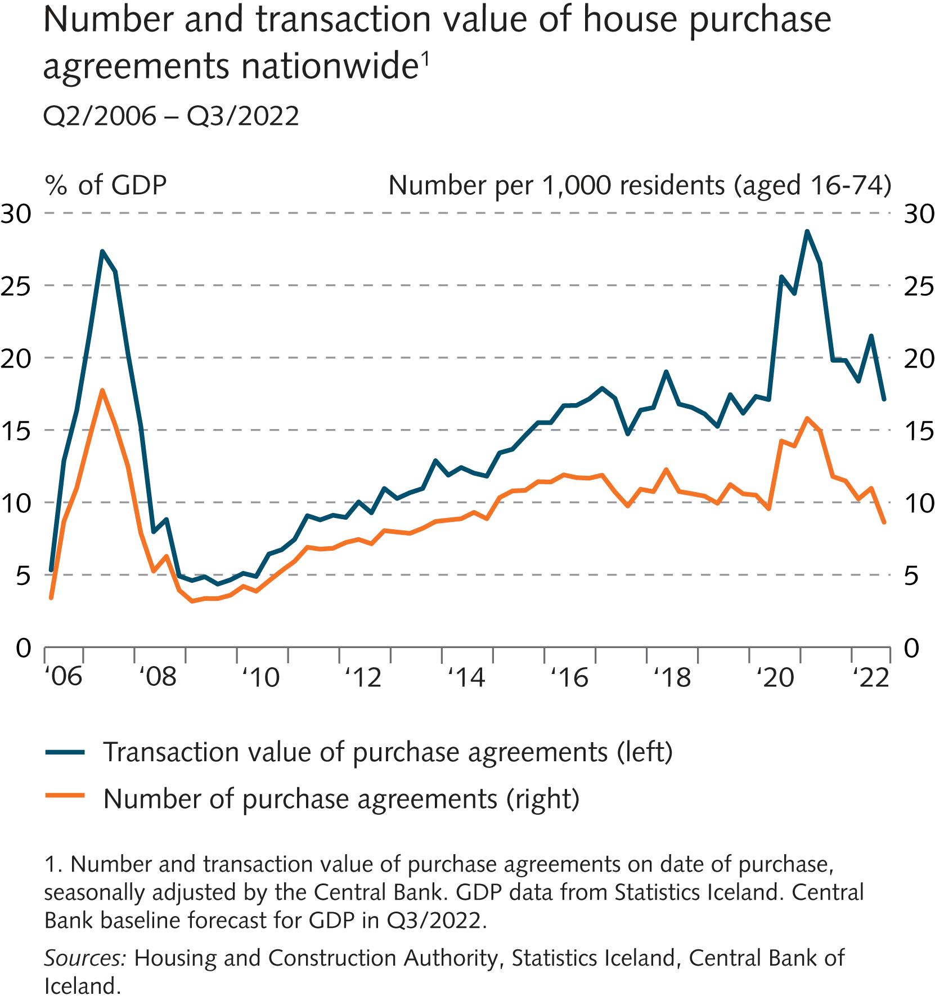 Number and transaction value of house purchase
agreements nationwide¹
Q2/2006 – Q3/2022
% of GDP Number per 1,000 residents (aged 16-74)
30 30
25 25
20 20
15 15
10 10
5 5
0 0
‘06 ‘08 ‘10 ‘12 ‘14 ‘16 ‘18 ‘20 ‘22
Transaction value of purchase agreements (left)
Number of purchase agreements (right)
1. Number and transaction value of purchase agreements on date of purchase,
seasonally adjusted by the Central Bank. GDP data from Statistics Iceland. Central
Bank baseline forecast for GDP in Q3/2022.
Sources: Housing and Construction Authority, Statistics Iceland, Central Bank of
Iceland.